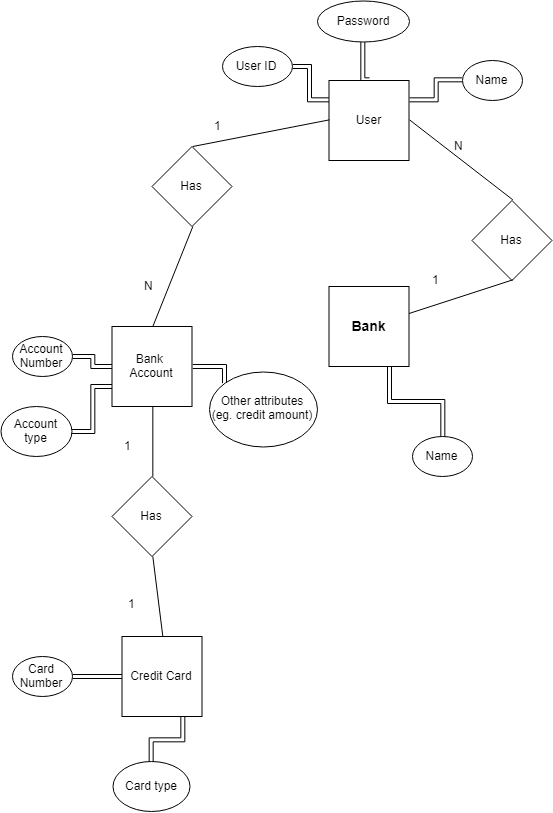 Password
User ID
Name
User
1
N
Has
Has
N
1
Bank
Account
Number
Bank
Account
Other attributes
(eg. credit amount)
Account
type
1
Name
Has
1
Card
Number
Credit Card
Card type